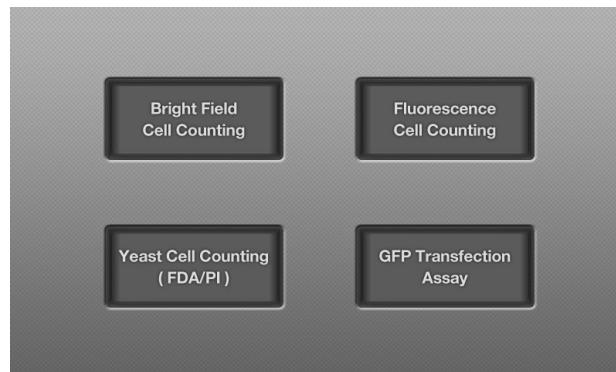 Bright Field
Cell Counting
Fluorescence
Cell Counting
Yeast Cell Counting
( FDA/PI )
GFP Transfection
Assay